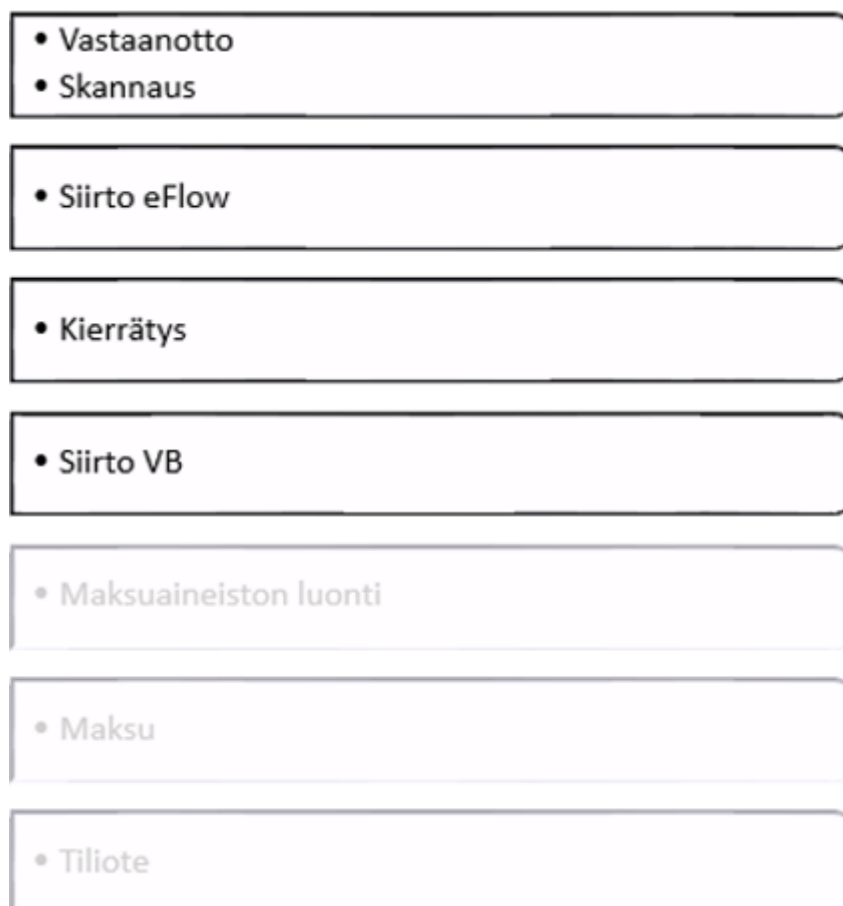 • Vastaanotto
• Skannaus
• Siirto eFlow
• Kierrätys
• Siirto VB
• Maksuaineiston luonti
• Maksu
• Tiliote